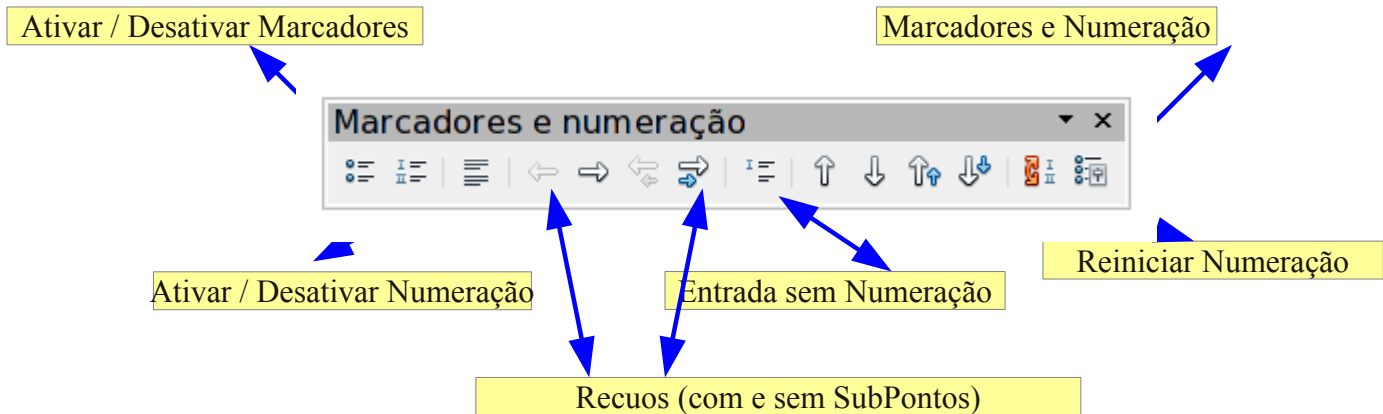 Ativar / Desativar Marcadores
Marcadores e Numeração
Marcadores e numeração
Ativar / Desativar Numeração
Entrada sem Numeração
Reiniciar Numeração
Recuos (com e sem SubPontos)